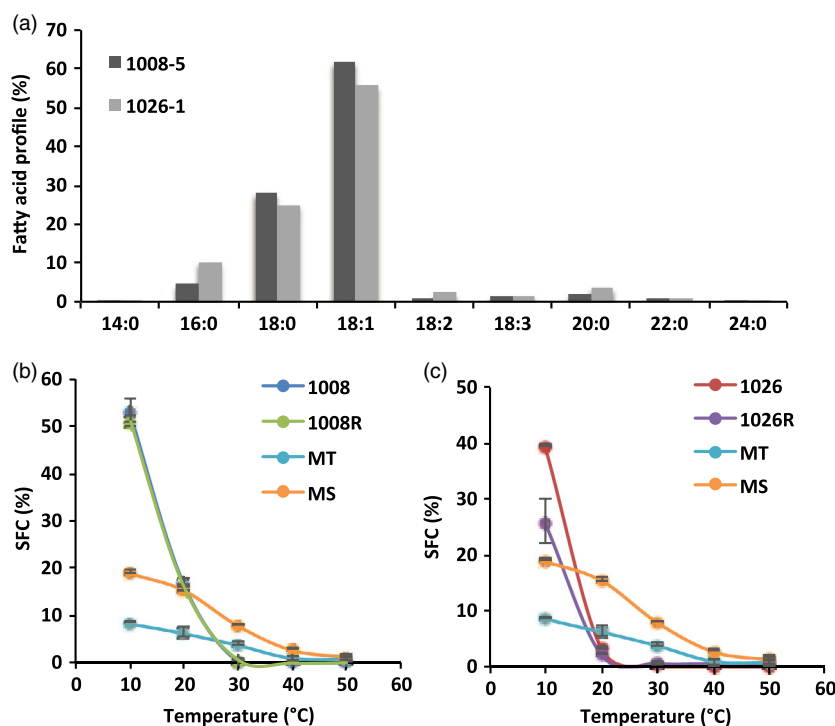 (a)
Fatty acid profile (%)
70
60
50
40
30
20
10
0
1008-5
1026-1
14:0 16:0 18:0 18:1 18:2 18:3 20:0 22:0 24:0
(b)
SFC (%)
60
50
40
30
20
10
0
1008
1008R
MT
MS
0 10 20 30 40 50 60
Temperature (°C)
(c)
SFC (%)
50
40
30
20
10
0
1026
1026R
MT
MS
0 10 20 30 40 50 60
Temperature (°C)